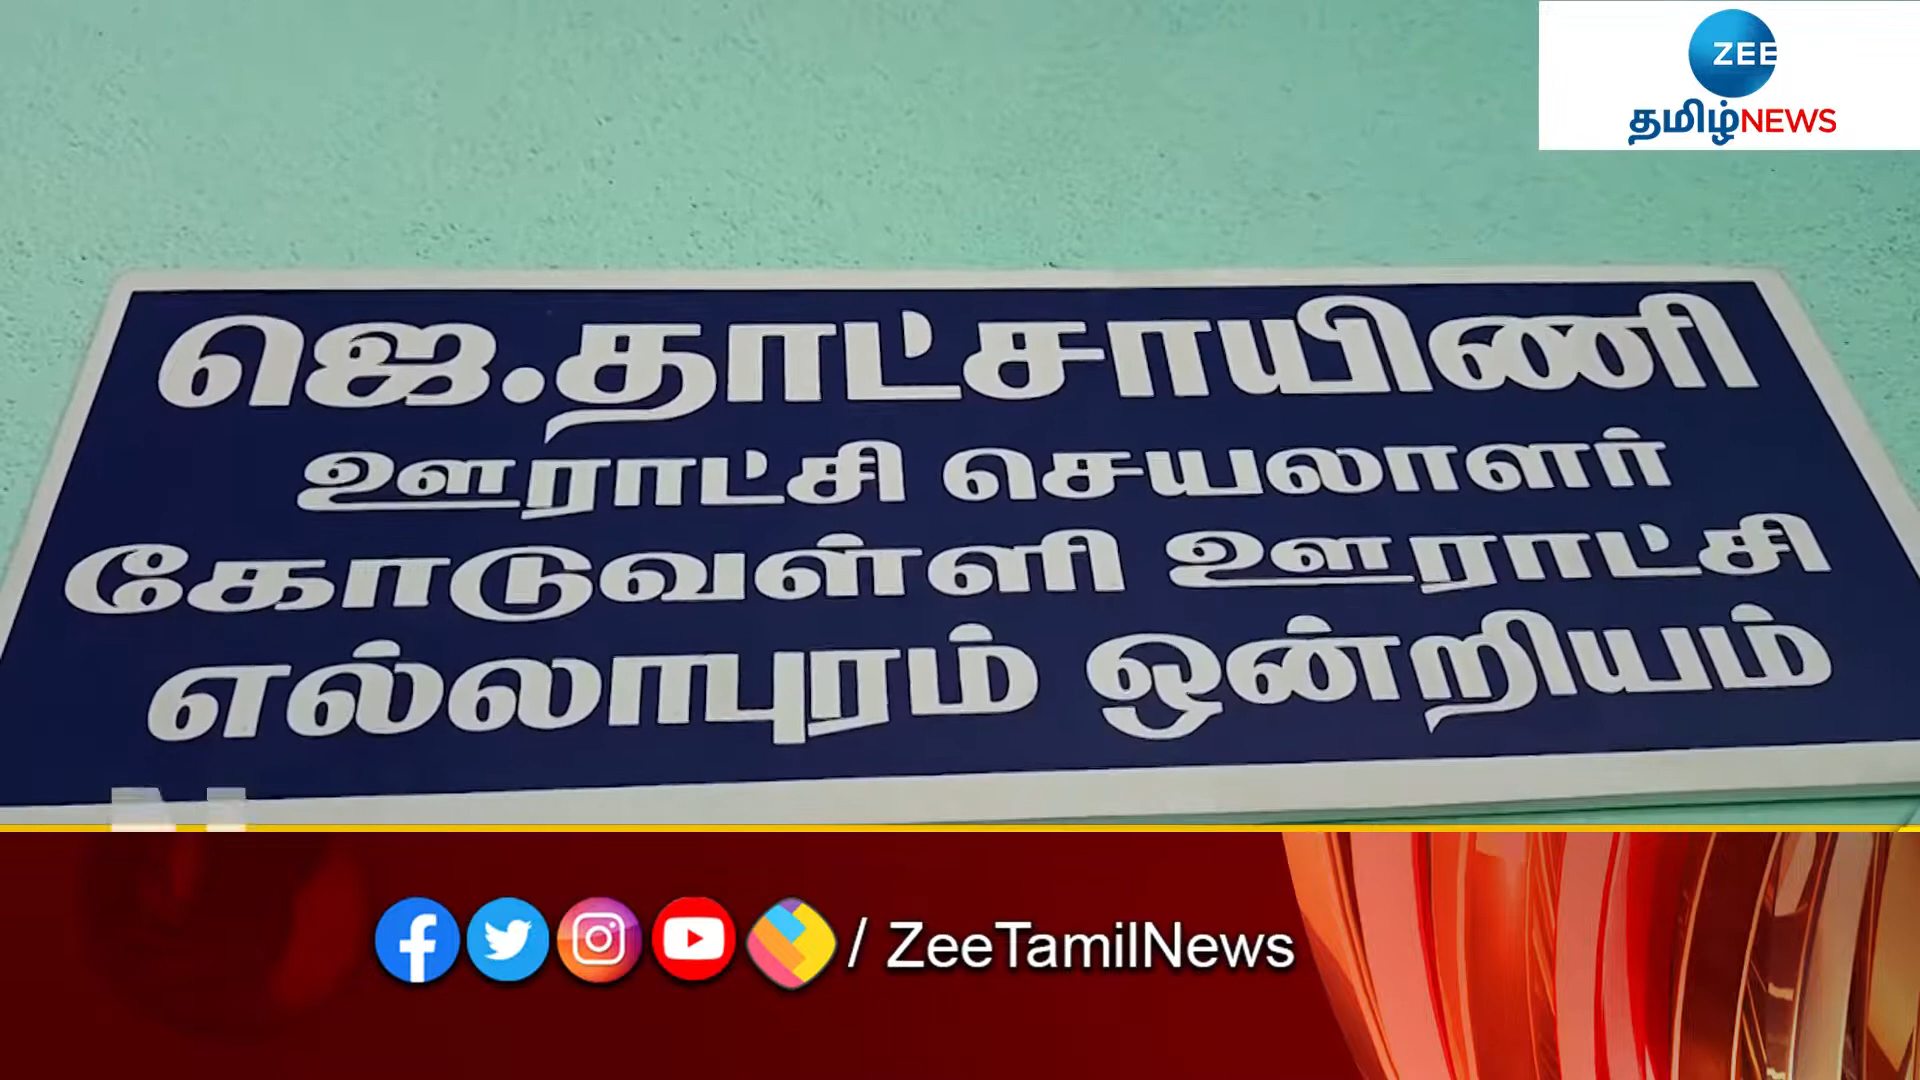 ZEE
தமிழ்NEWS
ஜெ.தாட்சாயிணி
ஊராட்சி செயலாளர்
கோடுவள்ளி ஊராட்சி
எல்லாபுரம் ஒன்றியம்
/ ZeeTamilNews